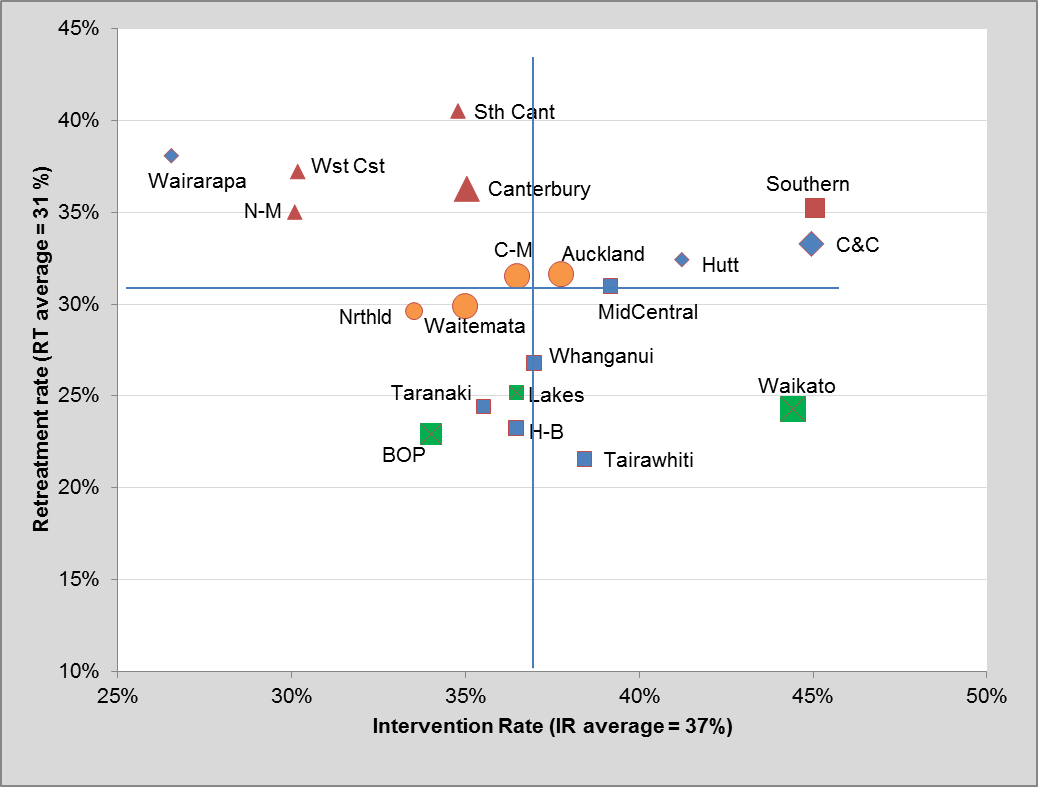 45%
40%
35%
30%
25%
20%
15%
10%
Retreatment rate (RT average = 31 %)
Sth Cant
Wst Cst
Wairarapa
Canterbury
Southern
N-M
C&C
C-M
Auckland
Hutt
MidCentral
Nrthld
Waitemata
Whanganui
Taranaki
Lakes
Waikato
H-B
BOP
Tairawhiti
25%
30%
35%
40%
45%
50%
Intervention Rate (IR average = 37%)